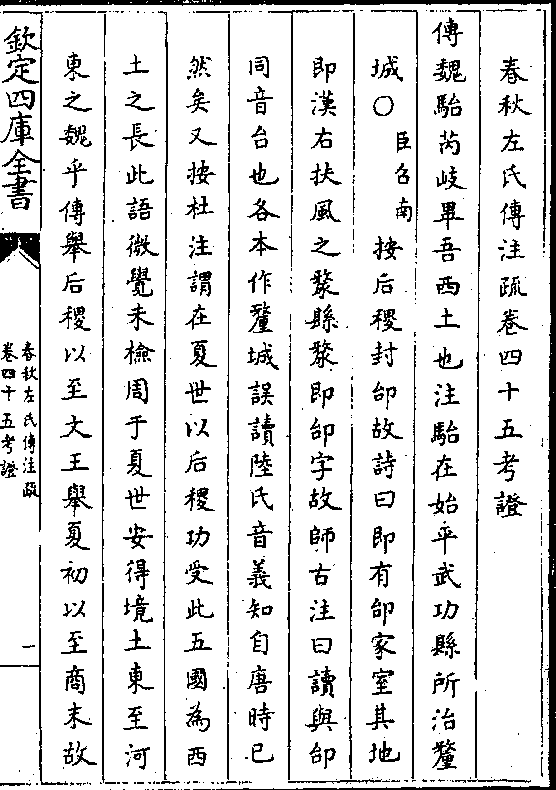 春秋左氏傳注疏卷四十五考證
傳魏駘芮岐畢吾西土也注駘在始平武功縣所治釐
城○臣召南按后稷封邰故詩曰即有邰家室其地
即漢右扶風之斄縣斄即邰字故師古注曰讀與邰
同音台也各本作釐城誤讀陸氏音義知自唐時已
然矣又按杜注謂在夏世以后稷功受此五國為西
土之長此語微覺未檢周于夏世安得境土東至河
東之魏乎傳舉后稷以至文王舉夏初以至商末故
欽定四庫全書
春秋左氏傳注疏
卷四十五考證
一